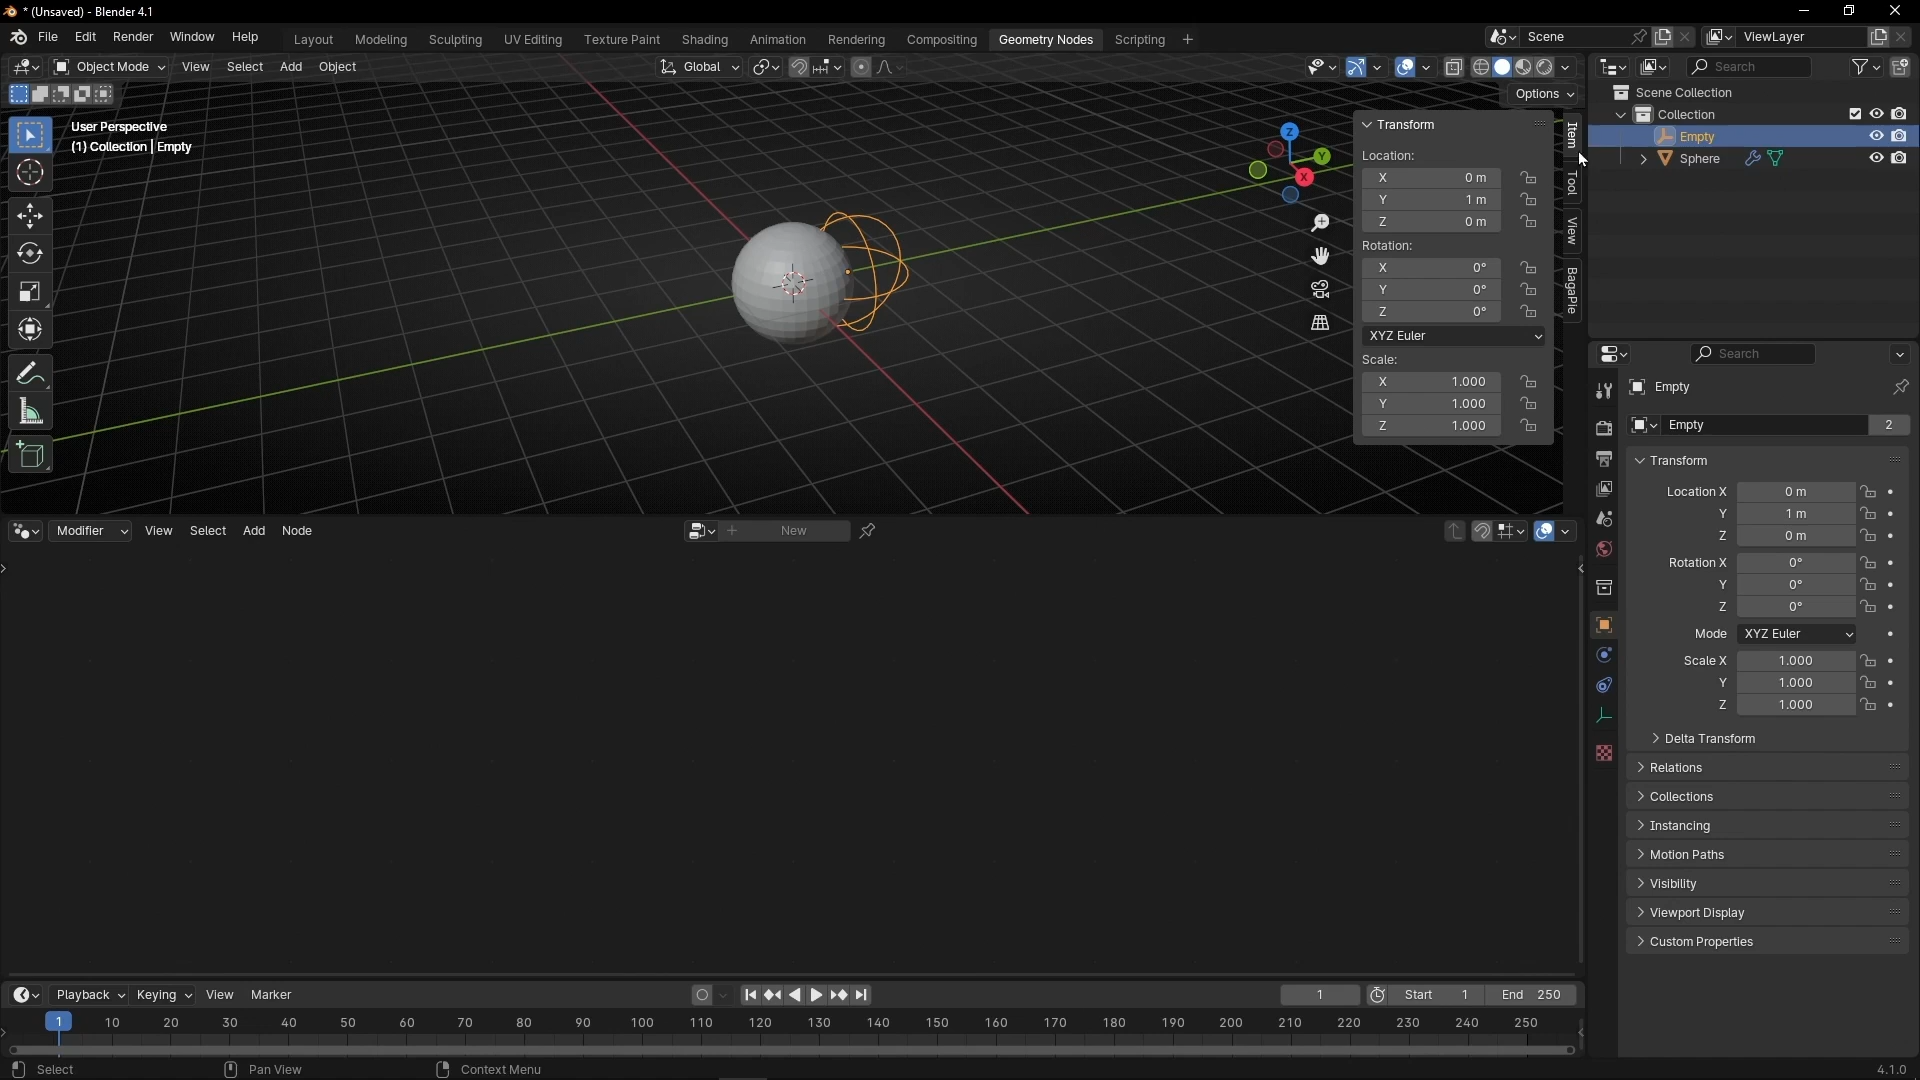 * (Unsaved) - Blender 4.1
File Edit Render Window Help Layout Modeling Sculpting UV Editing Texture Paint Shading Animation Rendering Compositing Geometry Nodes Scripting + Scene ViewLayer
Object Mode View Select Add Object Global Search
Options
Scene Collection
Collection
Empty
Sphere
User Perspective
(1) Collection | Empty
Z
Y
X
Transform
Location:
X 0 m
Y 1 m
Z 0 m
Rotation:
X 0°
Y 0°
Z 0°
XYZ Euler
Scale:
X 1.000
Y 1.000
Z 1.000
Item
Tool
View
BagaPie
Search
Empty
Empty 2
Transform
Location X 0 m
Y 1 m
Z 0 m
Rotation X 0°
Y 0°
Z 0°
Mode XYZ Euler
Scale X 1.000
Y 1.000
Z 1.000
Delta Transform
Relations
Collections
Instancing
Motion Paths
Visibility
Viewport Display
Custom Properties
Modifier View Select Add Node + New
Playback Keying View Marker 1 Start 1 End 250
1 10 20 30 40 50 60 70 80 90 100 110 120 130 140 150 160 170 180 190 200 210 220 230 240 250
Select Pan View Context Menu 4.1.0